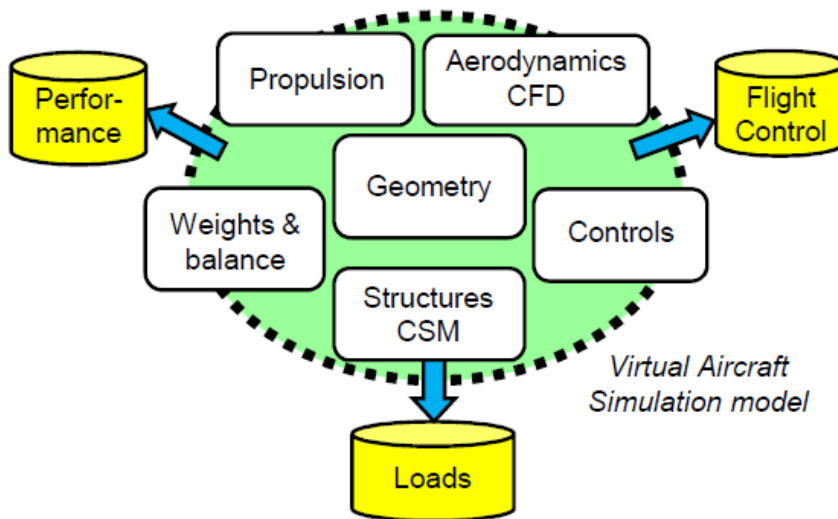 Propulsion
Aerodynamics
CFD
Perfor-
mance
Flight
Control
Geometry
Weights &
balance
Controls
Structures
CSM
Virtual Aircraft
Simulation model
Loads